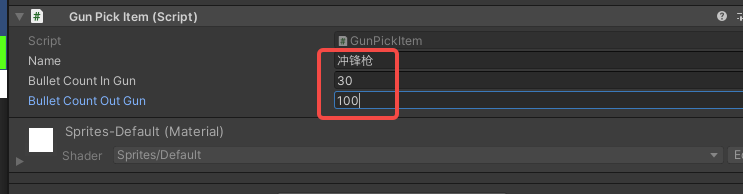 Gun Pick Item (Script)
Script GunPickItem
Name 冲锋枪
Bullet Count In Gun 30
Bullet Count Out Gun 100
Sprites-Default (Material)
Shader Sprites/Default